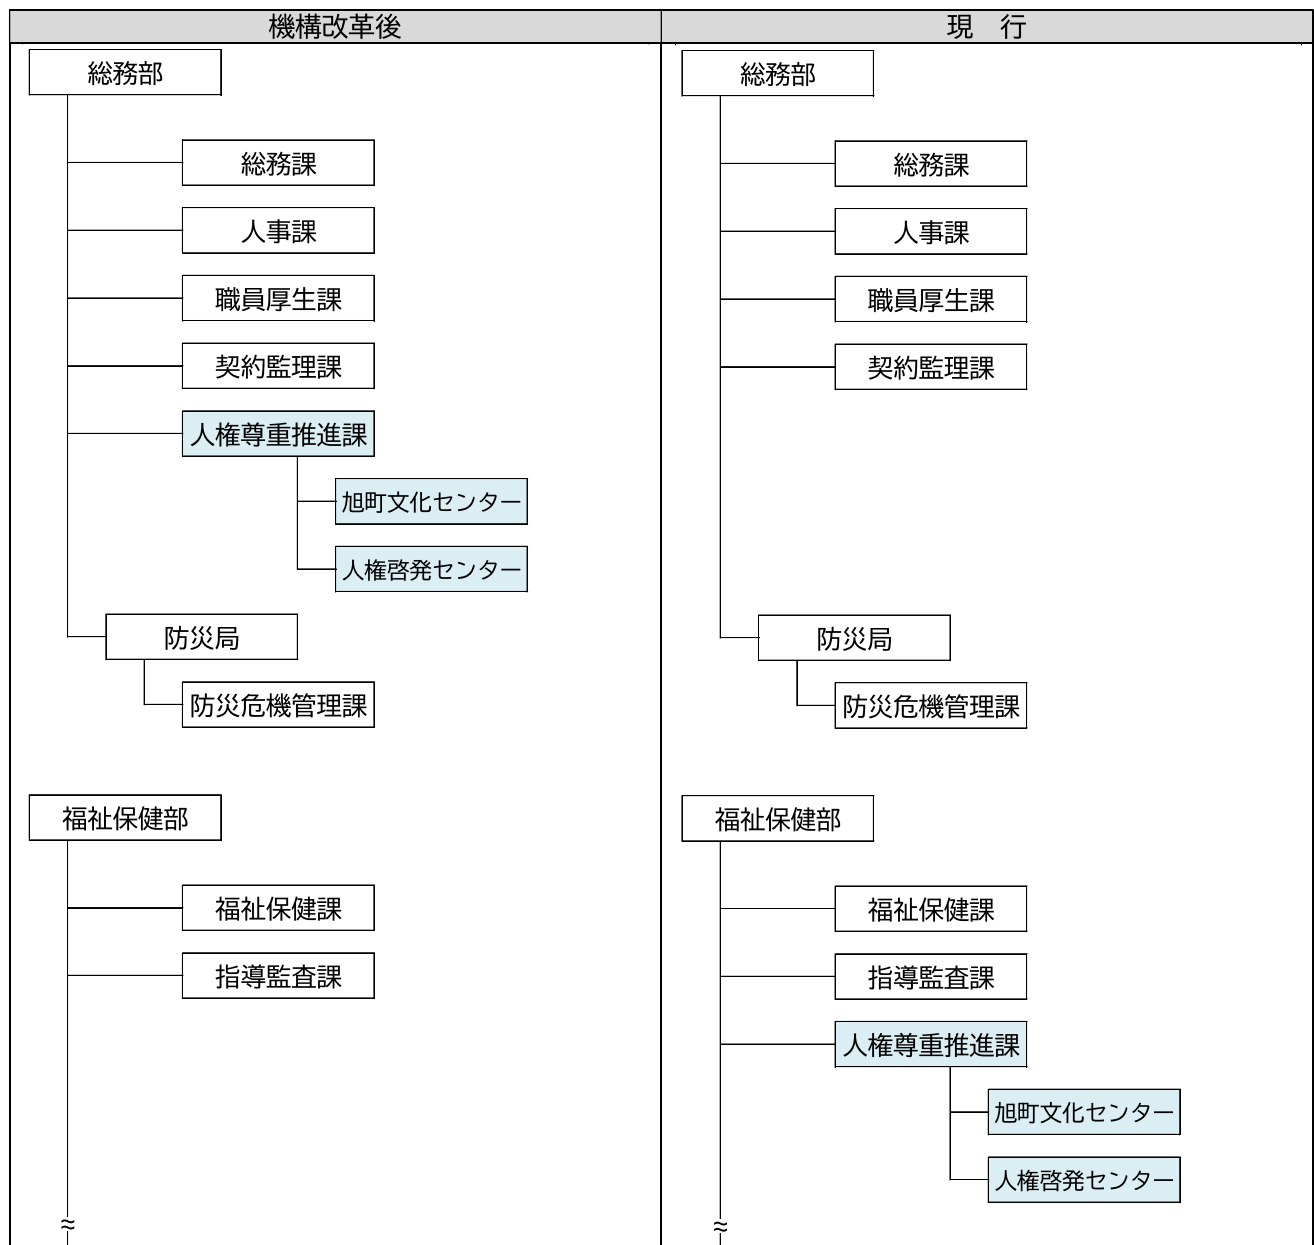 機構改革後
総務部
総務課
人事課
職員厚生課
契約監理課
人権尊重推進課
旭町文化センター
人権啓発センター
防災局
防災危機管理課
福祉保健部
福祉保健課
指導監査課
≈
現　行
総務部
総務課
人事課
職員厚生課
契約監理課
防災局
防災危機管理課
福祉保健部
福祉保健課
指導監査課
人権尊重推進課
旭町文化センター
人権啓発センター
≈